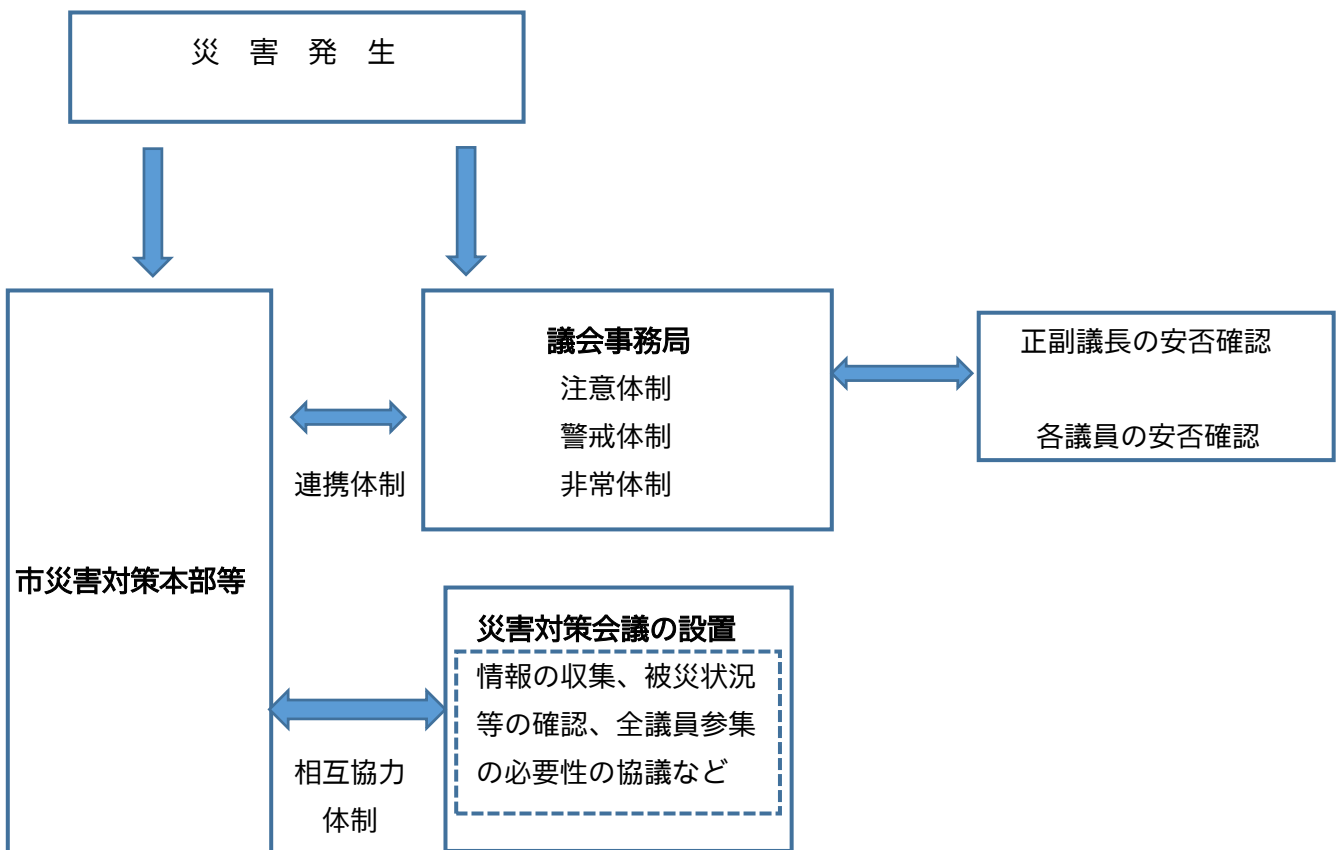 災　害　発　生
議会事務局
注意体制
警戒体制
非常体制
正副議長の安否確認
各議員の安否確認
連携体制
市災害対策本部等
災害対策会議の設置
情報の収集、被災状況
等の確認、全議員参集
の必要性の協議など
相互協力
体制